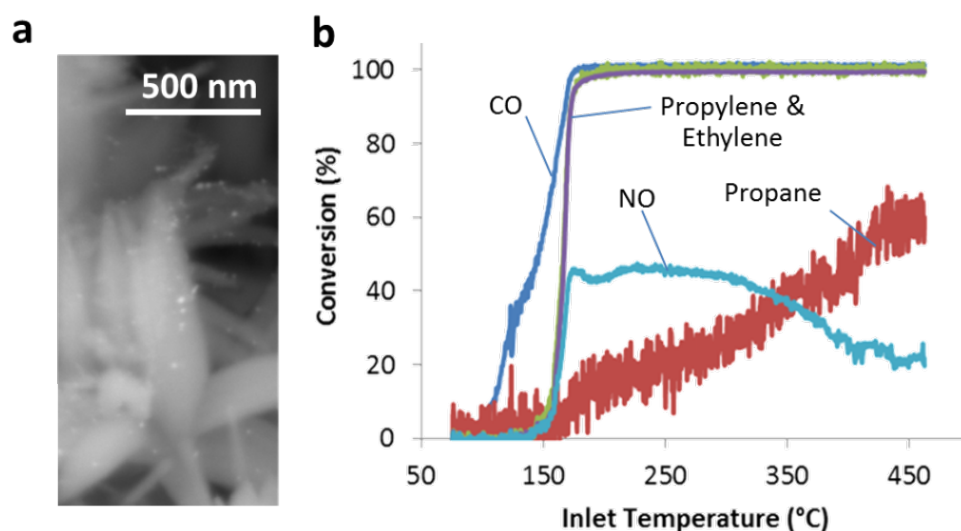 a
500 nm
b
Conversion (%)
100
80
60
40
20
0
CO
Propylene &
Ethylene
NO
Propane
50
150
250
350
450
Inlet Temperature (°C)